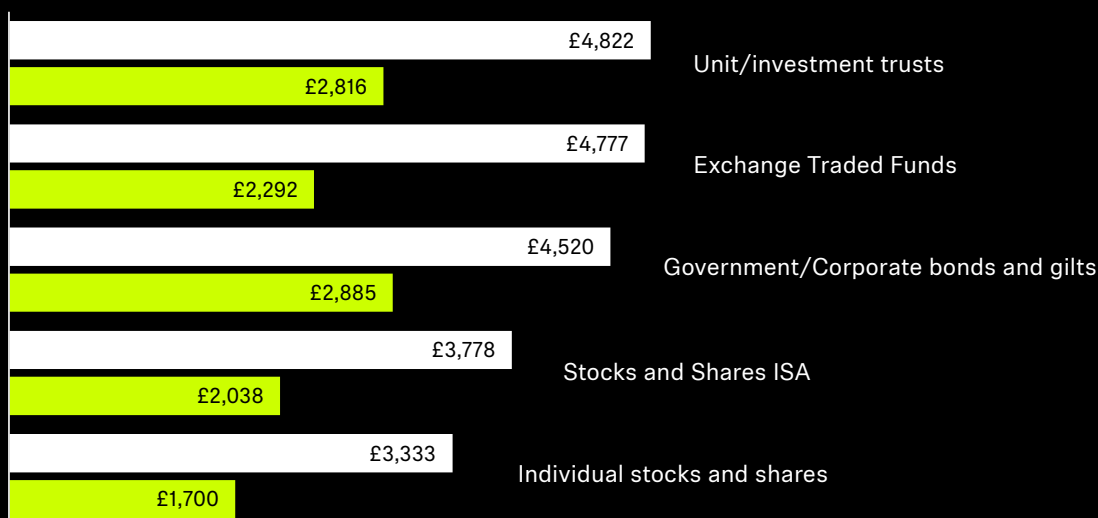 £4,822
Unit/investment trusts
£2,816
£4,777
Exchange Traded Funds
£2,292
£4,520
Government/Corporate bonds and gilts
£2,885
£3,778
Stocks and Shares ISA
£2,038
£3,333
Individual stocks and shares
£1,700